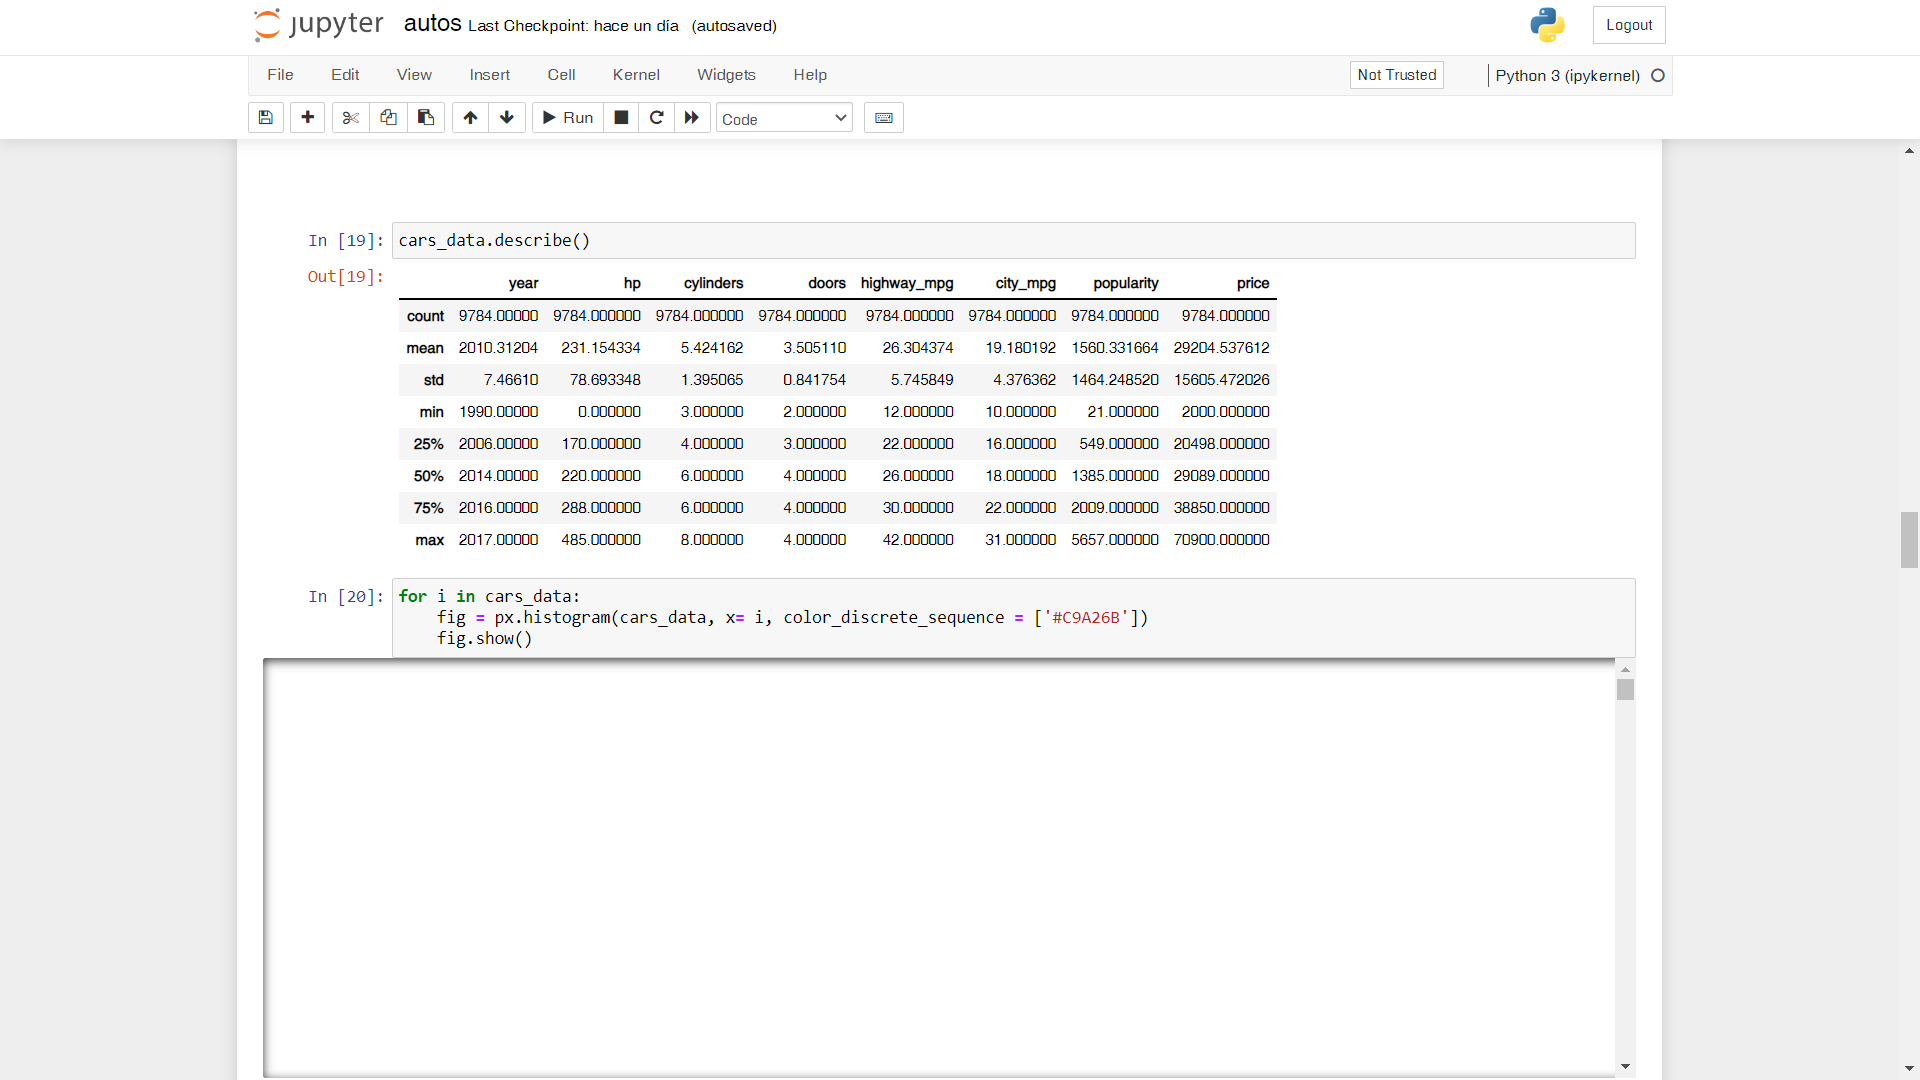 jupyter autos Last Checkpoint: hace un día (autosaved) Logout
File Edit View Insert Cell Kernel Widgets Help Not Trusted Python 3 (ipykernel)
Run Code
In [19]: cars_data.describe()
Out[19]:
year hp cylinders doors highway_mpg city_mpg popularity price
count 9784.00000 9784.000000 9784.000000 9784.000000 9784.000000 9784.000000 9784.000000 9784.000000
mean 2010.31204 231.154334 5.424162 3.505110 26.304374 19.180192 1560.331664 29204.537612
std 7.46610 78.693348 1.395065 0.841754 5.745849 4.376362 1464.248520 15605.472026
min 1990.00000 0.000000 3.000000 2.000000 12.000000 10.000000 21.000000 2000.000000
25% 2006.00000 170.000000 4.000000 3.000000 22.000000 16.000000 549.000000 20498.000000
50% 2014.00000 220.000000 6.000000 4.000000 26.000000 18.000000 1385.000000 29089.000000
75% 2016.00000 288.000000 6.000000 4.000000 30.000000 22.000000 2009.000000 38850.000000
max 2017.00000 485.000000 8.000000 4.000000 42.000000 31.000000 5657.000000 70900.000000
In [20]: for i in cars_data:
    fig = px.histogram(cars_data, x= i, color_discrete_sequence = ['#C9A26B'])
    fig.show()